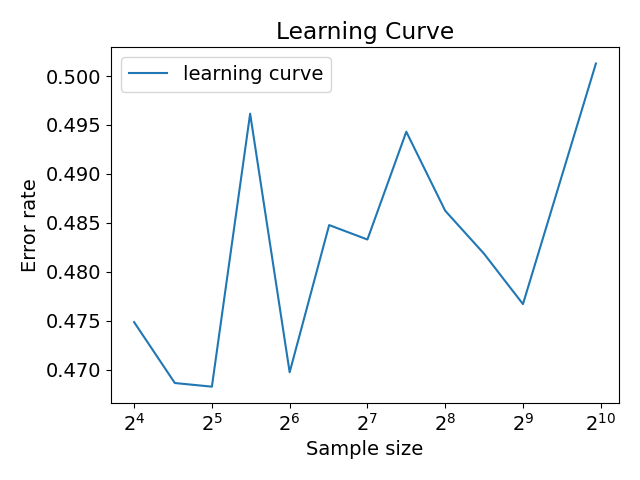 Learning Curve
learning curve
0.500
0.495
0.490
0.485
0.480
0.475
0.470
Error rate
2⁴ 2⁵ 2⁶ 2⁷ 2⁸ 2⁹ 2¹⁰
Sample size